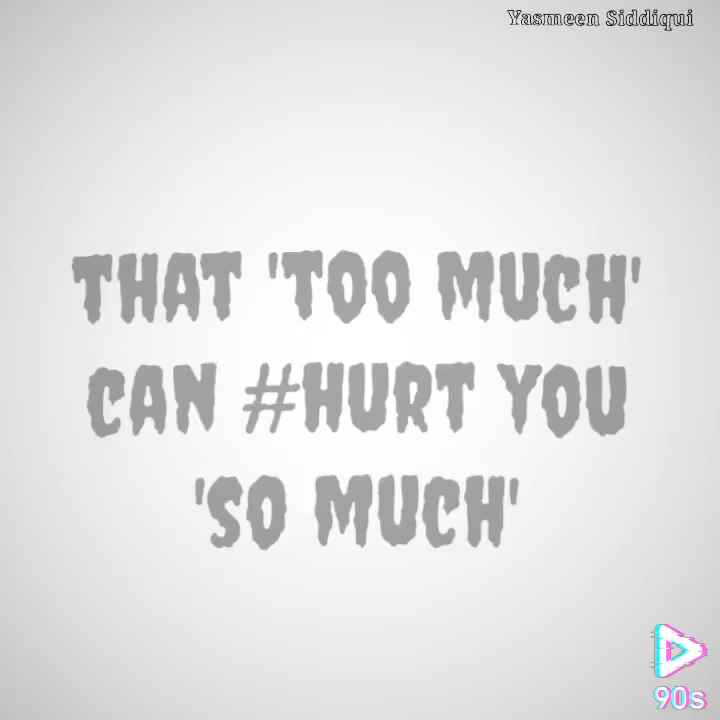 Yasmeen Siddiqui
THAT 'TOO MUCH'
CAN #HURT YOU
'SO MUCH'
90s